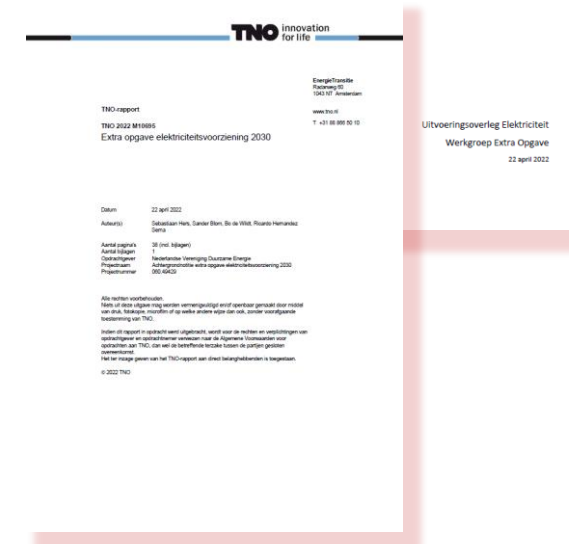 TNO innovation
for life
EnergieTransitie
Radarweg 60
1043 NT Amsterdam
www.tno.nl
T +31 88 866 50 10
TNO-rapport
TNO 2022 M10695
Extra opgave elektriciteitsvoorziening 2030
Datum 22 april 2022
Auteur(s) Sebastiaan Hers, Sander Blom, Bo de Wildt, Ricardo Hernandez
Serna
Aantal pagina's 38 (incl. bijlagen)
Aantal bijlagen 1
Opdrachtgever Nederlandse Vereniging Duurzame Energie
Projectnaam Achtergrondnotitie extra opgave elektriciteitsvoorziening 2030
Projectnummer 060.49429
Alle rechten voorbehouden.
Niets uit deze uitgave mag worden vermenigvuldigd en/of openbaar gemaakt door middel
van druk, fotokopie, microfilm of op welke andere wijze dan ook, zonder voorafgaande
toestemming van TNO.
Indien dit rapport in opdracht werd uitgebracht, wordt voor de rechten en verplichtingen van
opdrachtgever en opdrachtnemer verwezen naar de Algemene Voorwaarden voor
opdrachten aan TNO, dan wel de betreffende terzake tussen de partijen gesloten
overeenkomst.
Het ter inzage geven van het TNO-rapport aan direct belanghebbenden is toegestaan.
© 2022 TNO
Uitvoeringsoverleg Elektriciteit
Werkgroep Extra Opgave
22 april 2022